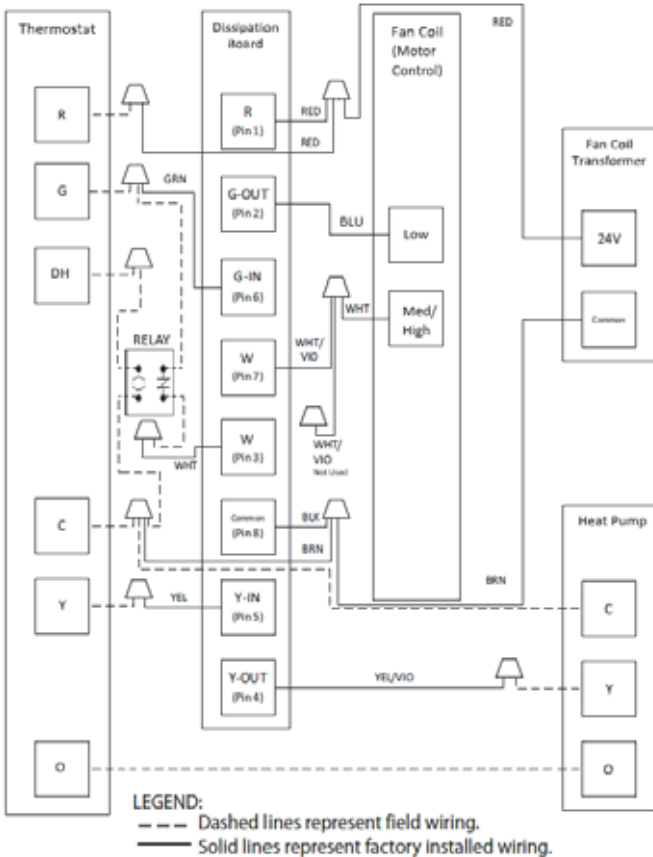 Thermostat
R
G
DH
RELAY
C
Y
O
GRN
WHT
YEL
Dissipation
Board
R
(Pin 1)
G-OUT
(Pin 2)
G-IN
(Pin 6)
W
(Pin 7)
W
(Pin 3)
Common
(Pin 8)
Y-IN
(Pin 5)
Y-OUT
(Pin 4)
RED
RED
BLU
WHT/
VIO
WHT
WHT/
VIO
Not Used
BLK
BRN
YEL/VIO
Fan Coil
(Motor
Control)
Low
Med/
High
RED
BRN
Fan Coil
Transformer
24V
Common
Heat Pump
C
Y
O
LEGEND:
Dashed lines represent field wiring.
Solid lines represent factory installed wiring.